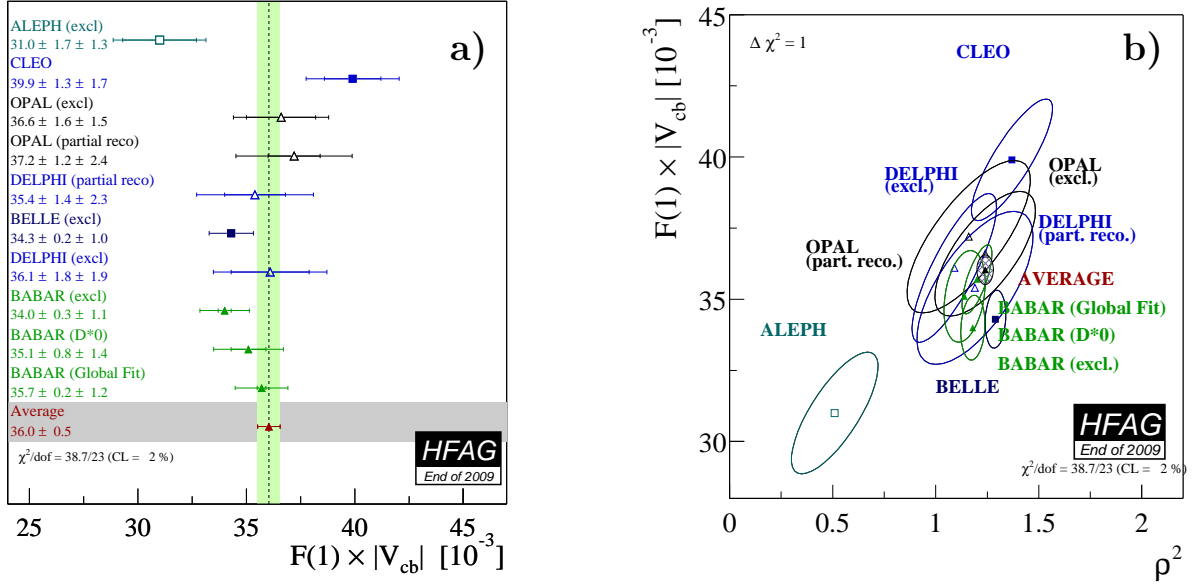 a)
ALEPH (excl)
31.0 ± 1.7 ± 1.3
CLEO
39.9 ± 1.3 ± 1.7
OPAL (excl)
36.6 ± 1.6 ± 1.5
OPAL (partial reco)
37.2 ± 1.2 ± 2.4
DELPHI (partial reco)
35.4 ± 1.4 ± 2.3
BELLE (excl)
34.3 ± 0.2 ± 1.0
DELPHI (excl)
36.1 ± 1.8 ± 1.9
BABAR (excl)
34.0 ± 0.3 ± 1.1
BABAR (D*0)
35.1 ± 0.8 ± 1.4
BABAR (Global Fit)
35.7 ± 0.2 ± 1.2
Average
36.0 ± 0.5
χ²/dof = 38.7/23 (CL = 2 %)
HFAG
End of 2009
25 30 35 40 45
F(1) × |V_cb| [10⁻³]
b)
F(1) × |V_cb| [10⁻³]
45
40
35
30
Δ χ² = 1
CLEO
OPAL
(excl.)
DELPHI
(excl.)
DELPHI
(part. reco.)
OPAL
(part. reco.)
AVERAGE
BABAR (Global Fit)
ALEPH
BABAR (D*0)
BABAR (excl.)
BELLE
HFAG
End of 2009
χ²/dof = 38.7/23 (CL = 2 %)
0 0.5 1 1.5 2
ρ²